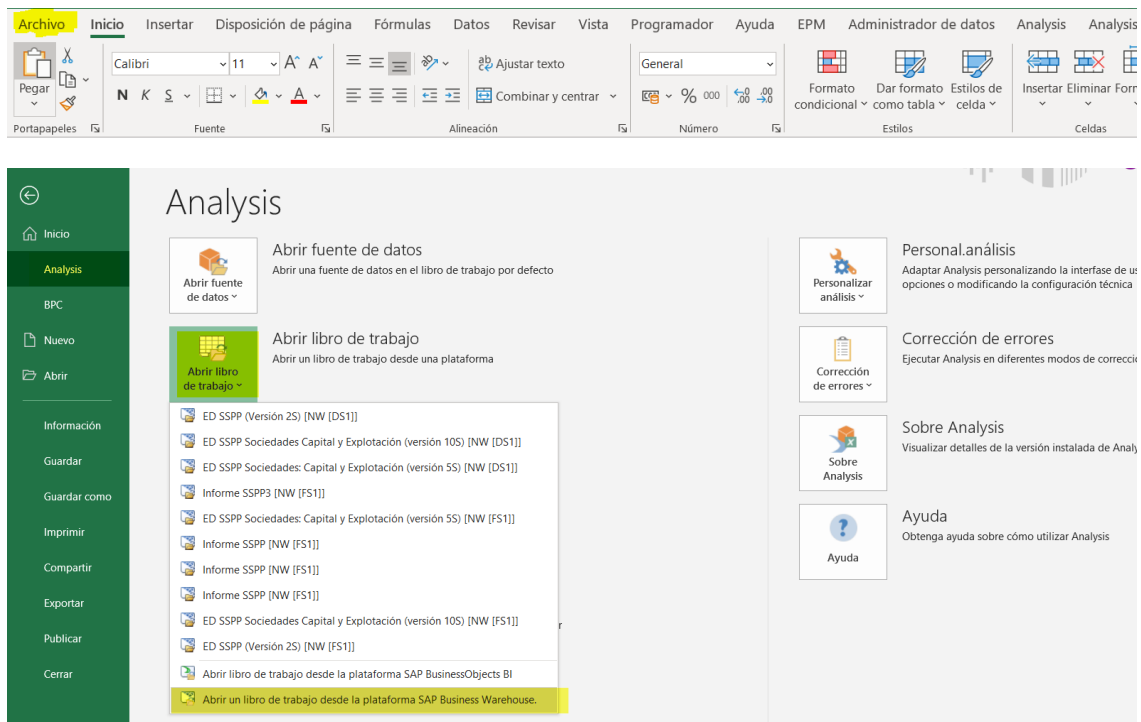 Archivo Inicio Insertar Disposición de página Fórmulas Datos Revisar Vista Programador Ayuda EPM Administrador de datos Analysis Analysis
Pegar
Calibri 11
N K S
A A
A
ab Ajustar texto
Combinar y centrar
General
% 000
Formato condicional
Dar formato como tabla
Estilos de celda
Insertar Eliminar
Portapapeles Fuente Alineación Número Estilos Celdas
Analysis
Inicio
Analysis
BPC
Nuevo
Abrir
Información
Guardar
Guardar como
Imprimir
Compartir
Exportar
Publicar
Cerrar
Abrir fuente
de datos
Abrir fuente de datos
Abrir una fuente de datos en el libro de trabajo por defecto
Abrir libro
de trabajo
Abrir libro de trabajo
Abrir un libro de trabajo desde una plataforma
ED SSPP (Versión 2S) [NW [DS1]]
ED SSPP Sociedades Capital y Explotación (versión 10S) [NW [DS1]]
ED SSPP Sociedades: Capital y Explotación (versión 5S) [NW [DS1]]
Informe SSPP3 [NW [FS1]]
ED SSPP Sociedades: Capital y Explotación (versión 5S) [NW [FS1]]
Informe SSPP [NW [FS1]]
Informe SSPP [NW [FS1]]
Informe SSPP [NW [FS1]]
ED SSPP Sociedades Capital y Explotación (versión 10S) [NW [FS1]]
ED SSPP (Versión 2S) [NW [FS1]]
Abrir libro de trabajo desde la plataforma SAP BusinessObjects BI
Abrir un libro de trabajo desde la plataforma SAP Business Warehouse.
Personalizar
análisis
Personal.análisis
Adaptar Analysis personalizando la interfase de
opciones o modificando la configuración técnica
Corrección
de errores
Corrección de errores
Ejecutar Analysis en diferentes modos de
Sobre
Analysis
Sobre Analysis
Visualizar detalles de la versión instalada de
Ayuda
Ayuda
Obtenga ayuda sobre cómo utilizar Analysis